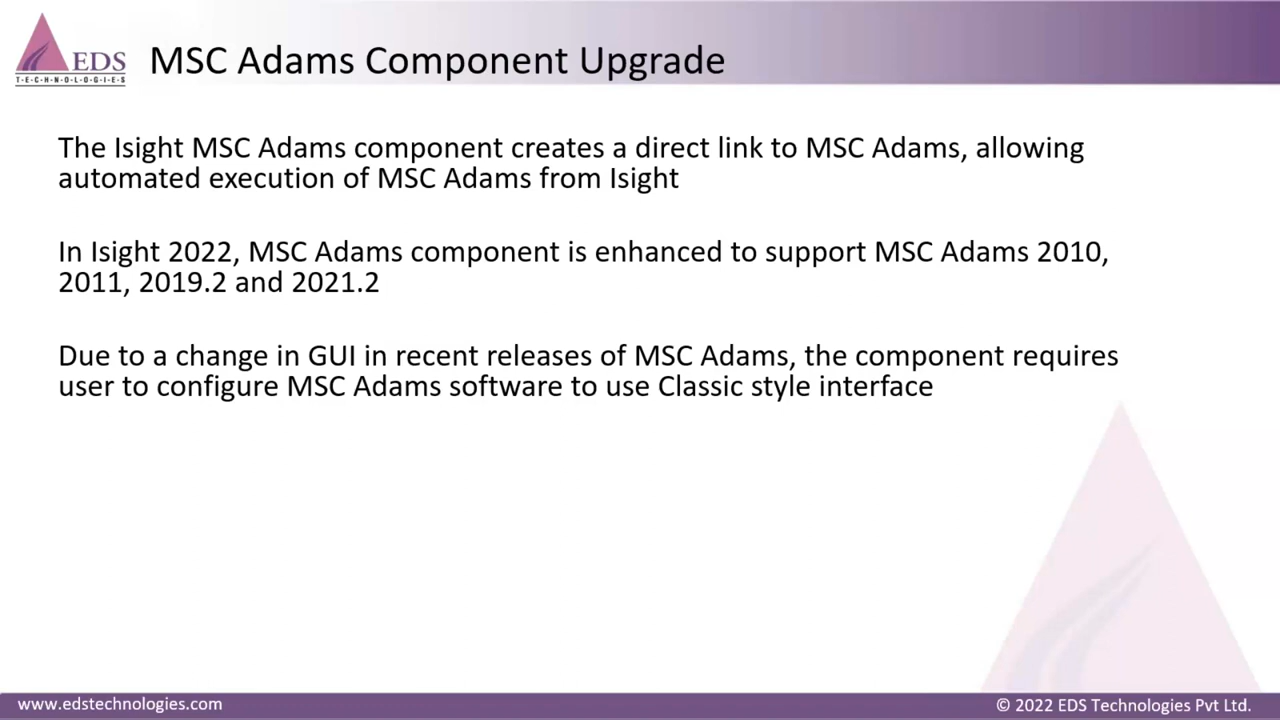 EDS
T·E·C·H·N·O·L·O·G·I·E·S
MSC Adams Component Upgrade
The Isight MSC Adams component creates a direct link to MSC Adams, allowing
automated execution of MSC Adams from Isight
In Isight 2022, MSC Adams component is enhanced to support MSC Adams 2010,
2011, 2019.2 and 2021.2
Due to a change in GUI in recent releases of MSC Adams, the component requires
user to configure MSC Adams software to use Classic style interface
www.edstechnologies.com
© 2022 EDS Technologies Pvt Ltd.